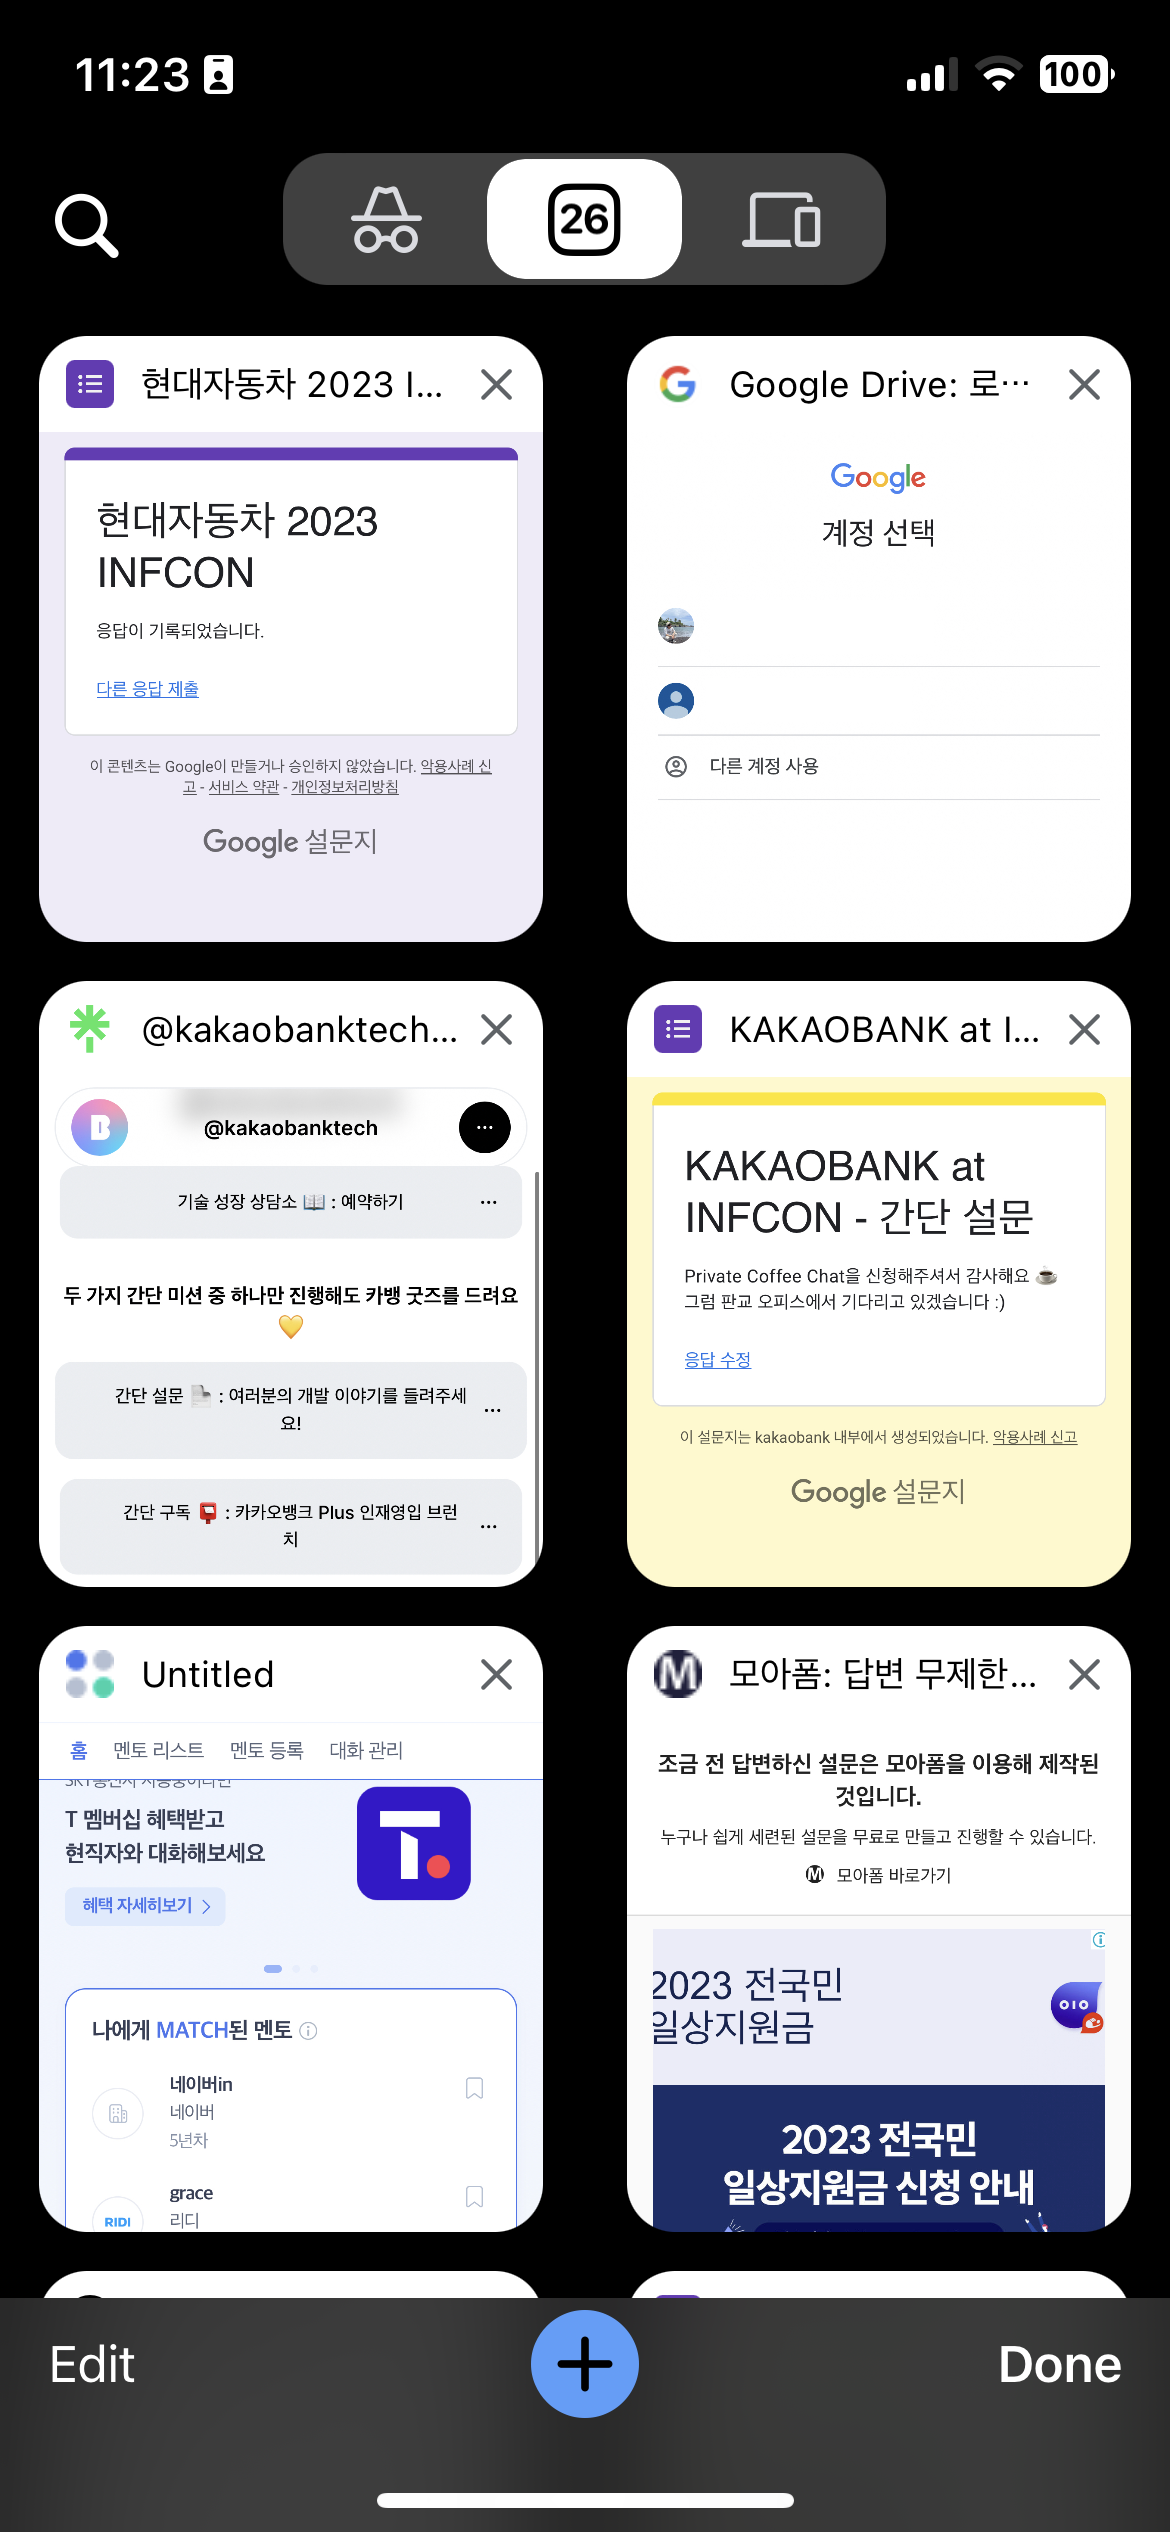 11:23
100
26
현대자동차 2023 I...
현대자동차 2023
INFCON
응답이 기록되었습니다.
다른 응답 제출
이 콘텐츠는 Google이 만들거나 승인하지 않았습니다. 악용사례 신
고 - 서비스 약관 - 개인정보처리방침
Google 설문지
Google Drive: 로...
Google
계정 선택
다른 계정 사용
@kakaobanktech...
B
@kakaobanktech
기술 성장 상담소 📖 : 예약하기
두 가지 간단 미션 중 하나만 진행해도 카뱅 굿즈를 드려요
💛
간단 설문 📄 : 여러분의 개발 이야기를 들려주세
요!
간단 구독 📮 : 카카오뱅크 Plus 인재영입 브런
치
KAKAOBANK at I...
KAKAOBANK at
INFCON - 간단 설문
Private Coffee Chat을 신청해주셔서 감사해요 ☕
그럼 판교 오피스에서 기다리고 있겠습니다 :)
응답 수정
이 설문지는 kakaobank 내부에서 생성되었습니다. 악용사례 신고
Google 설문지
Untitled
홈 멘토 리스트 멘토 등록 대화 관리
T 멤버십 혜택받고
현직자와 대화해보세요
혜택 자세히보기 >
T.
나에게 MATCH된 멘토
네이버in
네이버
5년차
grace
리디
RIDI
M 모아폼: 답변 무제한...
조금 전 답변하신 설문은 모아폼을 이용해 제작된
것입니다.
누구나 쉽게 세련된 설문을 무료로 만들고 진행할 수 있습니다.
M 모아폼 바로가기
2023 전국민
일상지원금
OIO
2023 전국민
일상지원금 신청 안내
Edit
Done